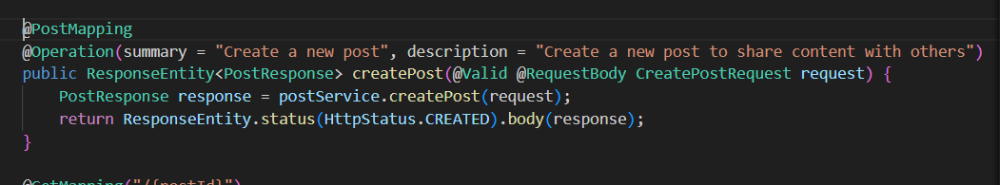 @PostMapping
@Operation(summary = "Create a new post", description = "Create a new post to share content with others")
public ResponseEntity<PostResponse> createPost(@Valid @RequestBody CreatePostRequest request) {
    PostResponse response = postService.createPost(request);
    return ResponseEntity.status(HttpStatus.CREATED).body(response);
}
@GetMapping("/{postId}")